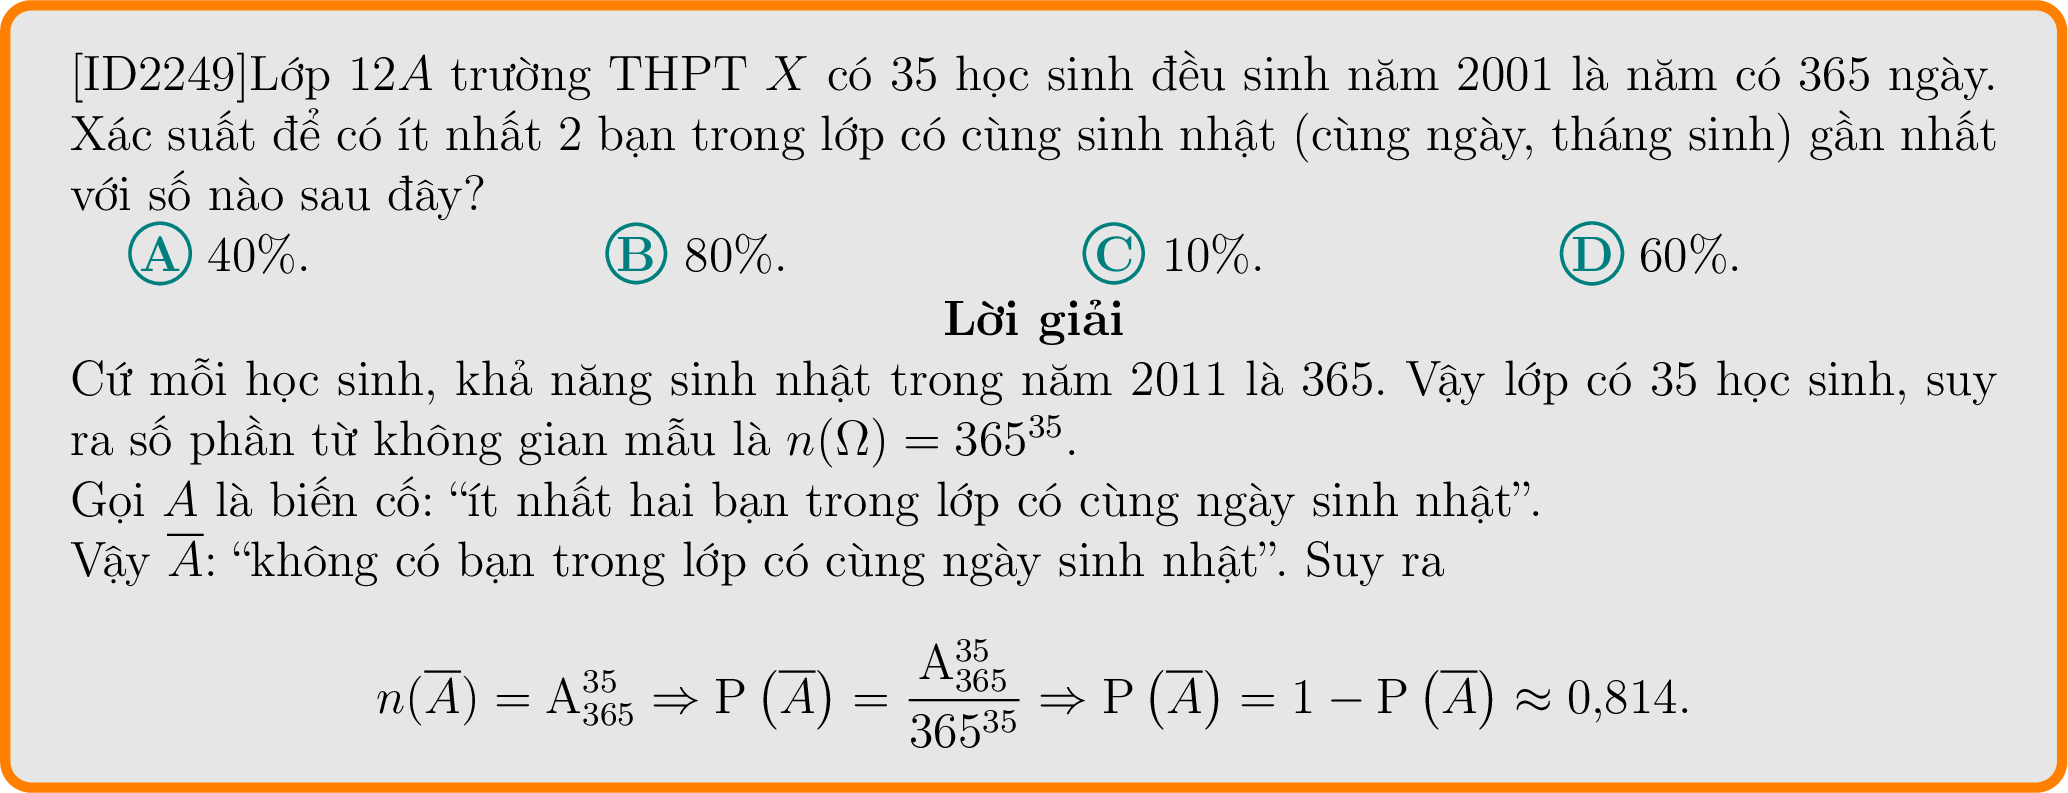 [ID2249]Lớp 12A trường THPT X có 35 học sinh đều sinh năm 2001 là năm có 365 ngày.
Xác suất để có ít nhất 2 bạn trong lớp có cùng sinh nhật (cùng ngày, tháng sinh) gần nhất
với số nào sau đây?
A 40%. B 80%. C 10%. D 60%.
Lời giải
Cứ mỗi học sinh, khả năng sinh nhật trong năm 2011 là 365. Vậy lớp có 35 học sinh, suy
ra số phần từ không gian mẫu là $n(\Omega) = 365^{35}$.
Gọi A là biến cố: “ít nhất hai bạn trong lớp có cùng ngày sinh nhật”.
Vậy $\overline{A}$: “không có bạn trong lớp có cùng ngày sinh nhật”. Suy ra
$n(\overline{A}) = \mathrm{A}_{365}^{35} \Rightarrow \mathrm{P}\left(\overline{A}\right) = \frac{\mathrm{A}_{365}^{35}}{365^{35}} \Rightarrow \mathrm{P}\left(\overline{A}\right) = 1 - \mathrm{P}\left(\overline{A}\right) \approx 0{,}814.$